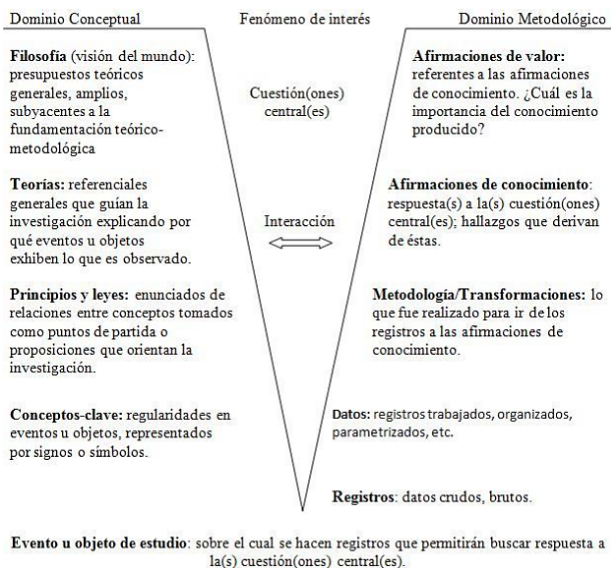 Dominio Conceptual
Fenómeno de interés
Dominio Metodológico
Filosofía (visión del mundo):
presupuestos teóricos
generales, amplios,
subyacentes a la
fundamentación teórico-
metodológica
Teorías: referenciales
generales que guían la
investigación explicando por
qué eventos u objetos
exhiben lo que es observado.
Principios y leyes: enunciados de
relaciones entre conceptos tomados
como puntos de partida o
proposiciones que orientan la
investigación.
Conceptos-clave: regularidades en
eventos u objetos, representados
por signos o símbolos.
Cuestión(ones)
central(es)
Interacción
Afirmaciones de valor:
referentes a las afirmaciones
de conocimiento. ¿Cuál es la
importancia del conocimiento
producido?
Afirmaciones de conocimiento:
respuesta(s) a la(s) cuestión(ones)
central(es); hallazgos que derivan
de éstas.
Metodología/Transformaciones: lo
que fue realizado para ir de los
registros a las afirmaciones de
conocimiento.
Datos: registros trabajados, organizados,
parametrizados, etc.
Registros: datos crudos, brutos.
Evento u objeto de estudio: sobre el cual se hacen registros que permitirán buscar respuesta a
la(s) cuestión(ones) central(es).